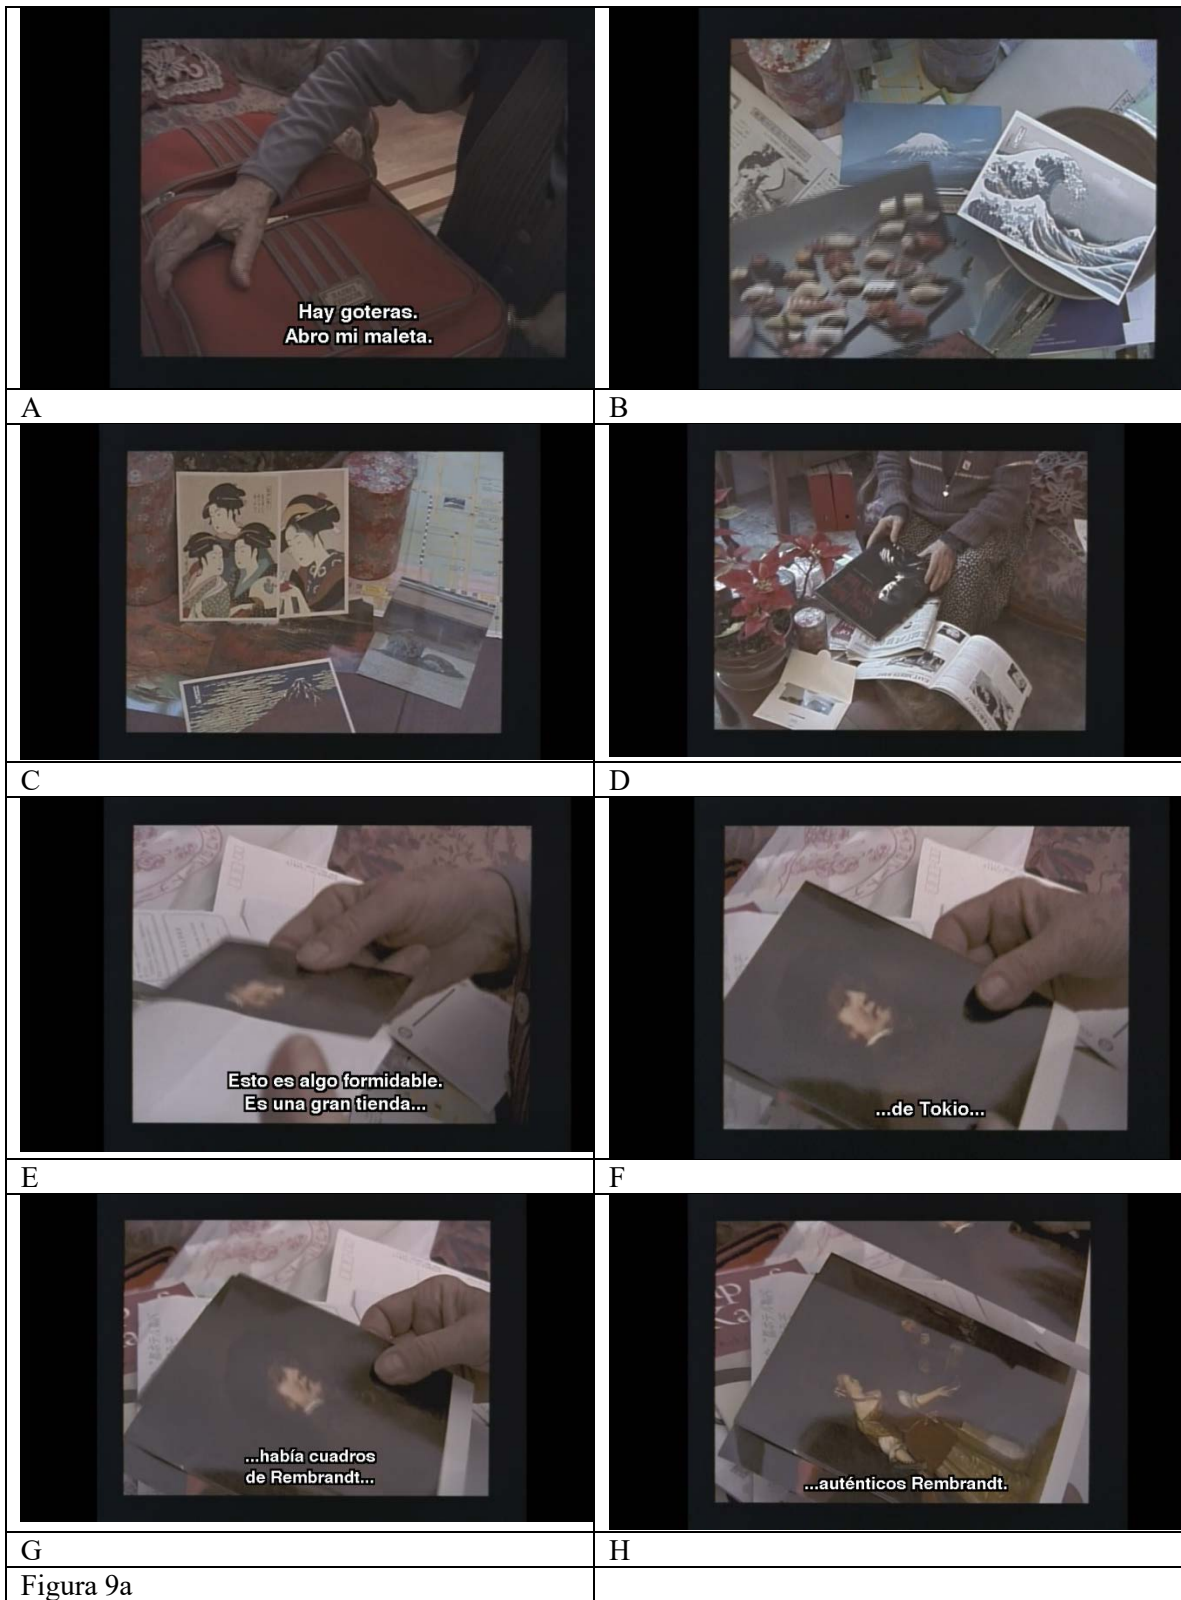 Hay goteras.
Abro mi maleta.
A
B
C
D
Esto es algo formidable.
Es una gran tienda...
...de Tokio...
E
F
...había cuadros
de Rembrandt...
...auténticos Rembrandt.
G
H
Figura 9a